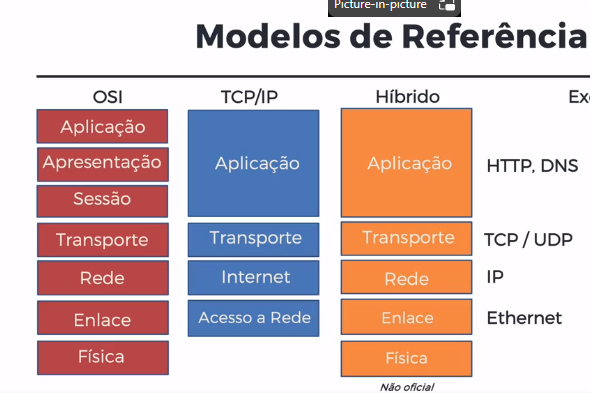 Picture-in-picture
Modelos de Referência
OSI TCP/IP Híbrido
Aplicação
Apresentação
Sessão
Transporte
Rede
Enlace
Física
Aplicação
Transporte
Internet
Acesso a Rede
Aplicação
Transporte
Rede
Enlace
Física
Não oficial
HTTP, DNS
TCP / UDP
IP
Ethernet